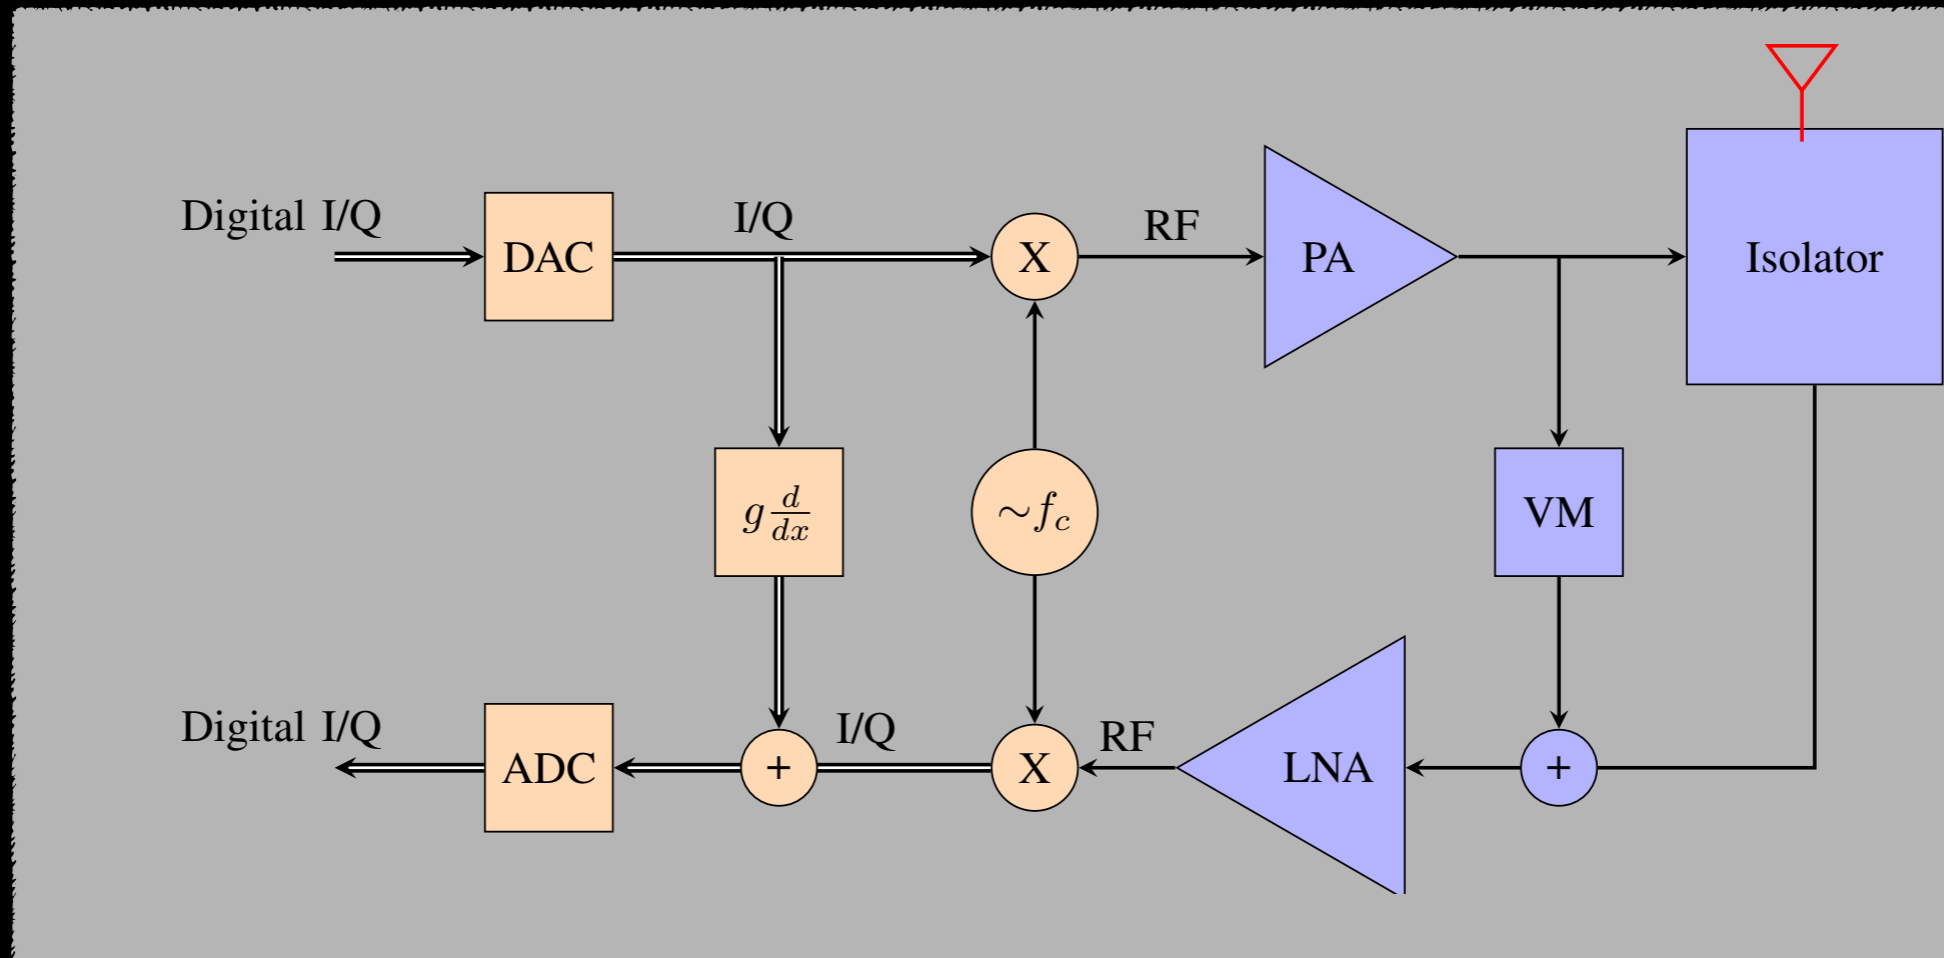 Digital I/Q
DAC
I/Q
X
RF
PA
Isolator
g d/dx
~f_c
VM
Digital I/Q
ADC
+
I/Q
X
RF
LNA
+